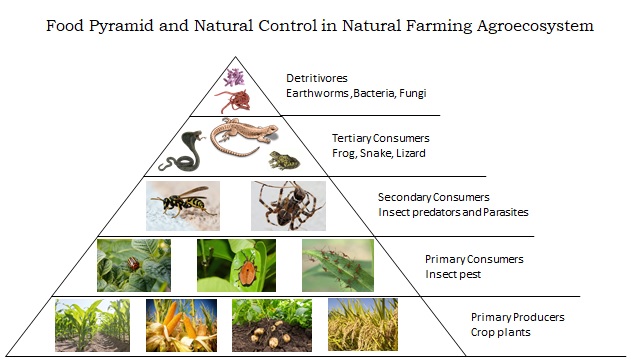 Food Pyramid and Natural Control in Natural Farming Agroecosystem
Detritivores
Earthworms ,Bacteria, Fungi
Tertiary Consumers
Frog, Snake, Lizard
Secondary Consumers
Insect predators and Parasites
Primary Consumers
Insect pest
Primary Producers
Crop plants